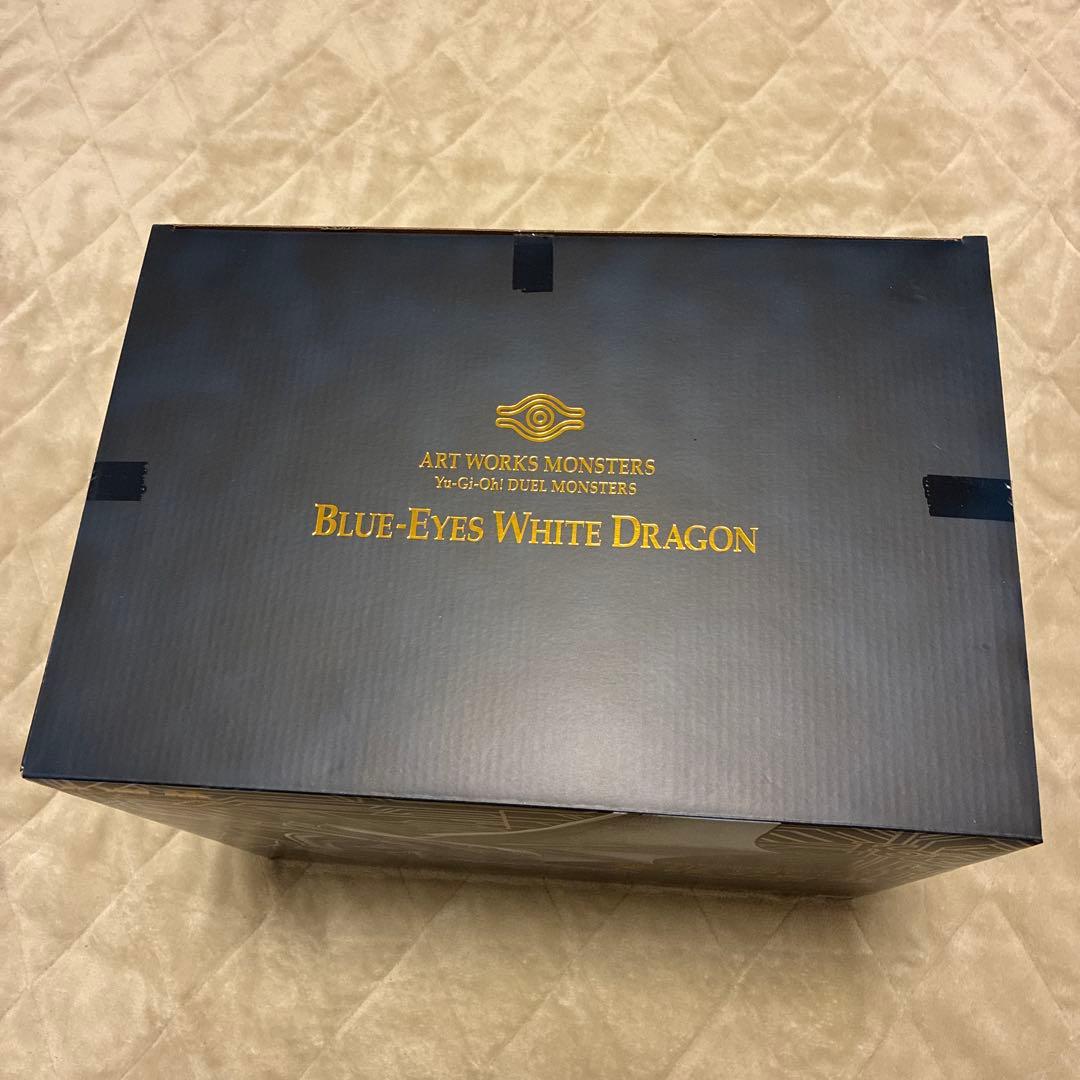 ART WORKS MONSTERS
Yu-Gi-Oh! DUEL MONSTERS
BLUE-EYES WHITE DRAGON